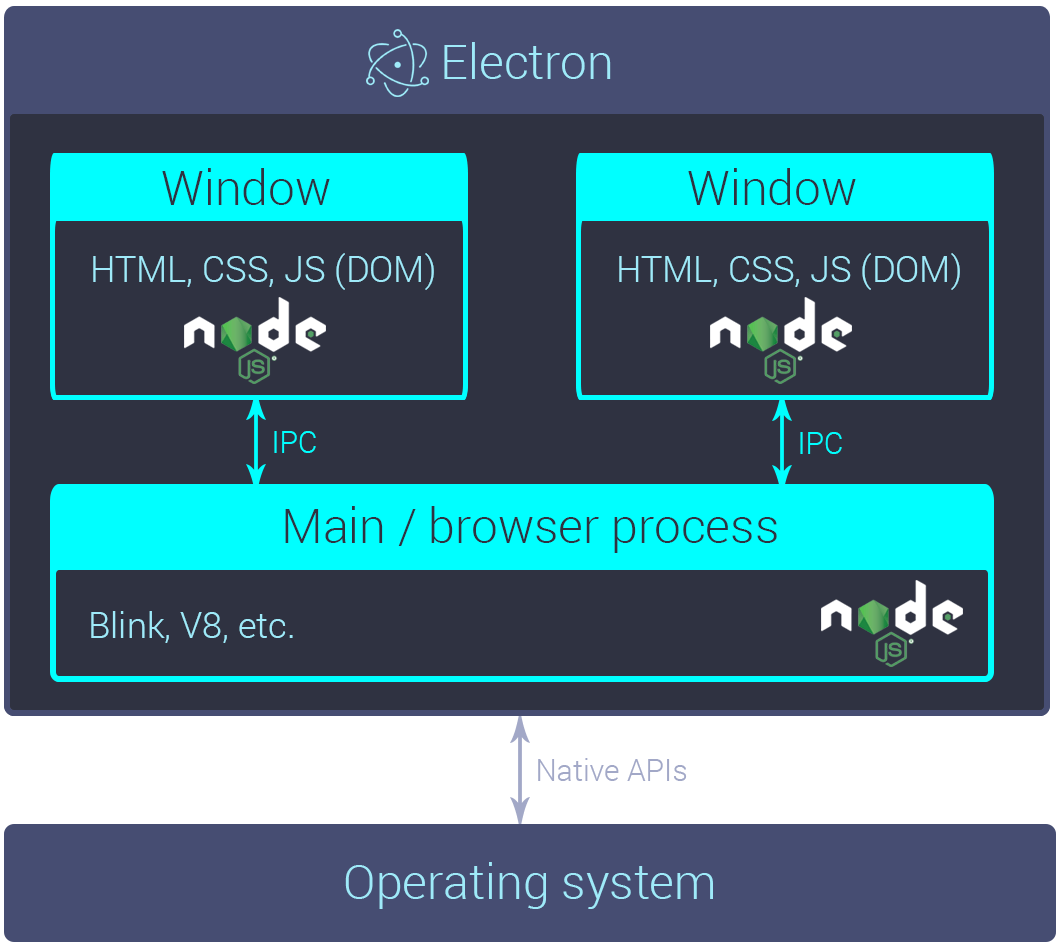 Electron
Window
HTML, CSS, JS (DOM)
node
JS
IPC
Window
HTML, CSS, JS (DOM)
node
JS
IPC
Main / browser process
Blink, V8, etc.
node
JS
Native APIs
Operating system